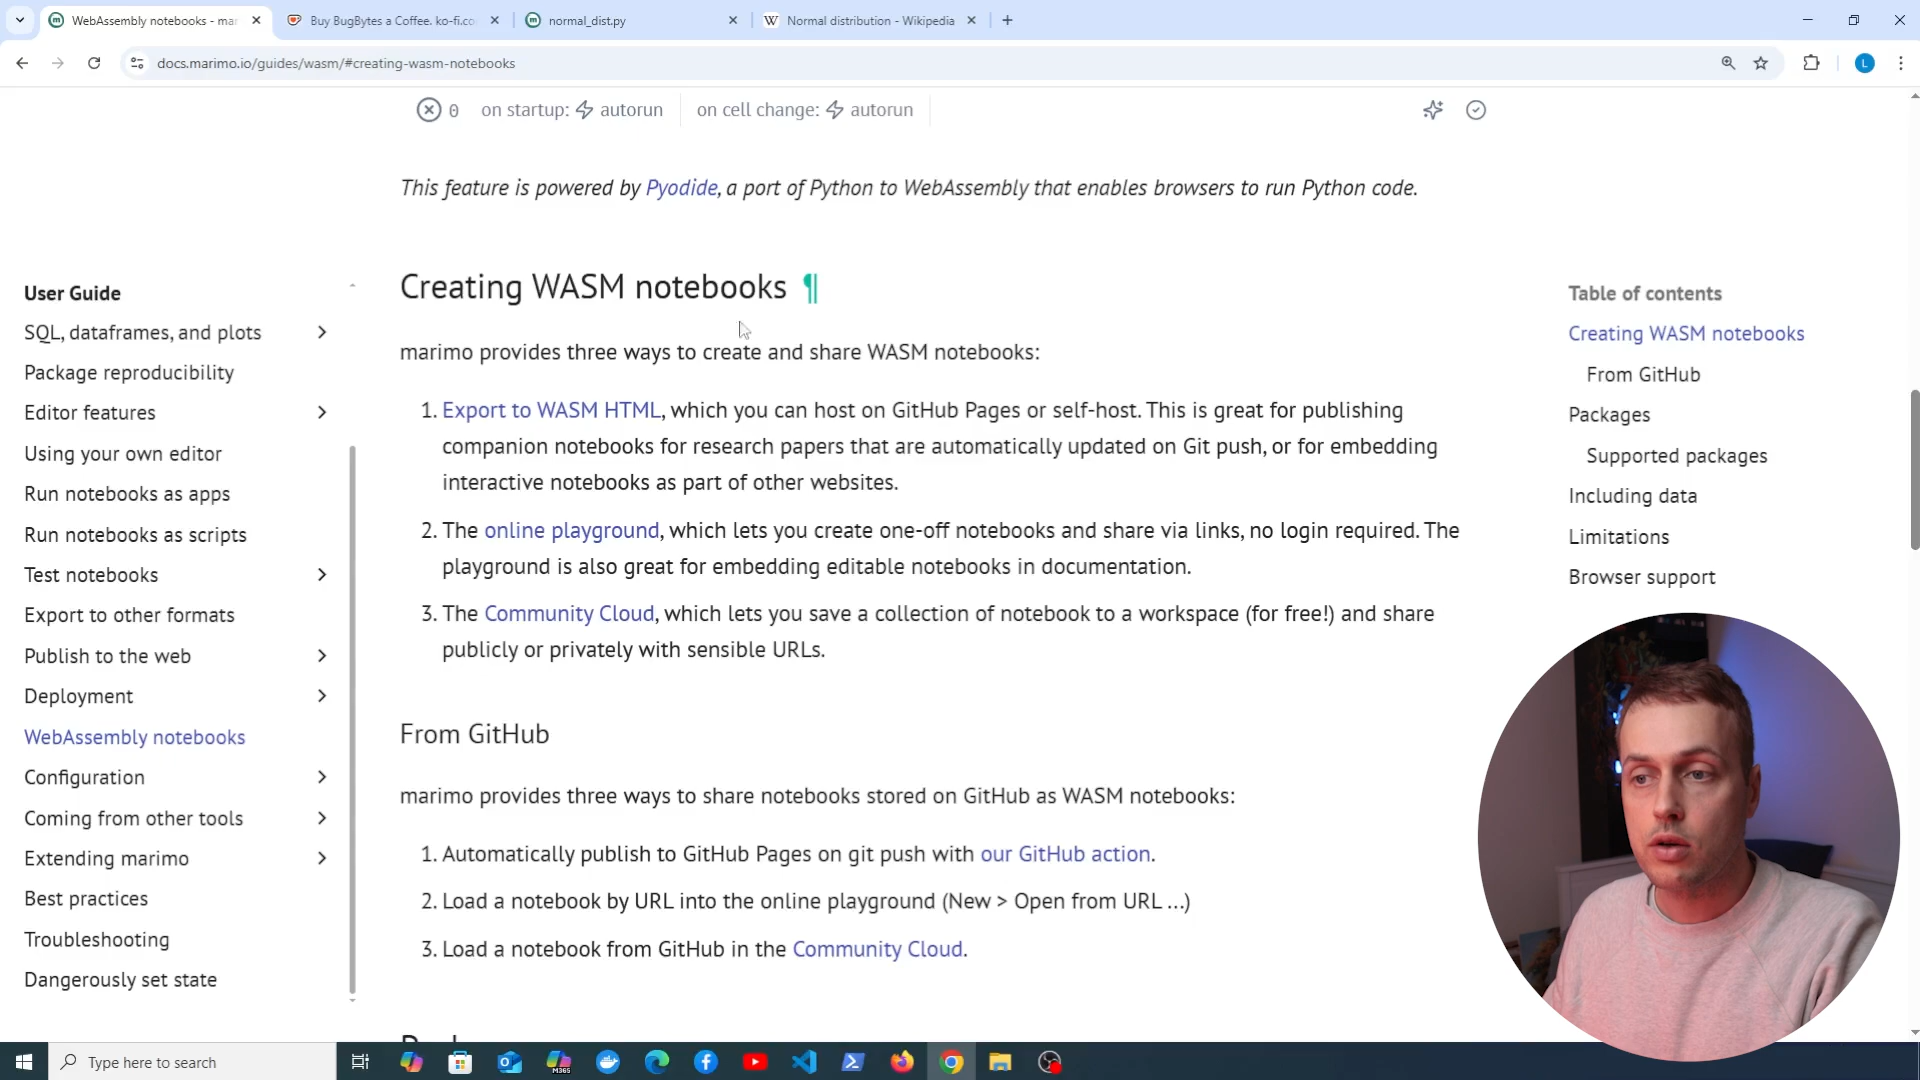 WebAssembly notebooks - mar
Buy BugBytes a Coffee. ko-fi.co
normal_dist.py
Normal distribution - Wikipedia
docs.marimo.io/guides/wasm/#creating-wasm-notebooks
L
0 on startup: autorun on cell change: autorun
This feature is powered by Pyodide, a port of Python to WebAssembly that enables browsers to run Python code.
User Guide
SQL, dataframes, and plots
Package reproducibility
Editor features
Using your own editor
Run notebooks as apps
Run notebooks as scripts
Test notebooks
Export to other formats
Publish to the web
Deployment
WebAssembly notebooks
Configuration
Coming from other tools
Extending marimo
Best practices
Troubleshooting
Dangerously set state
Creating WASM notebooks ¶
marimo provides three ways to create and share WASM notebooks:
1. Export to WASM HTML, which you can host on GitHub Pages or self-host. This is great for publishing
companion notebooks for research papers that are automatically updated on Git push, or for embedding
interactive notebooks as part of other websites.
2. The online playground, which lets you create one-off notebooks and share via links, no login required. The
playground is also great for embedding editable notebooks in documentation.
3. The Community Cloud, which lets you save a collection of notebook to a workspace (for free!) and share
publicly or privately with sensible URLs.
From GitHub
marimo provides three ways to share notebooks stored on GitHub as WASM notebooks:
1. Automatically publish to GitHub Pages on git push with our GitHub action.
2. Load a notebook by URL into the online playground (New > Open from URL ...)
3. Load a notebook from GitHub in the Community Cloud.
Table of contents
Creating WASM notebooks
From GitHub
Packages
Supported packages
Including data
Limitations
Browser support
Type here to search
M365